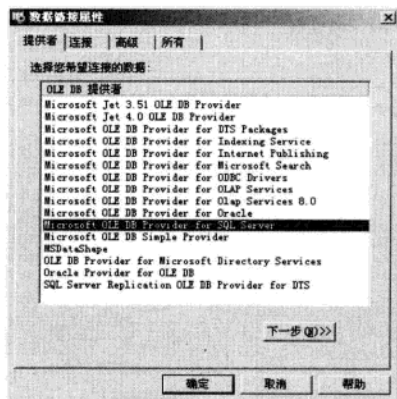 数据链接属性
提供者 连接 高级 所有
选择您希望连接的数据:
OLE DB 提供者
Microsoft Jet 3.51 OLE DB Provider
Microsoft Jet 4.0 OLE DB Provider
Microsoft OLE DB Provider for DTS Packages
Microsoft OLE DB Provider for Indexing Service
Microsoft OLE DB Provider for Internet Publishing
Microsoft OLE DB Provider for Microsoft Search
Microsoft OLE DB Provider for ODBC Drivers
Microsoft OLE DB Provider for OLAP Services
Microsoft OLE DB Provider for Olap Services 8.0
Microsoft OLE DB Provider for Oracle
Microsoft OLE DB Provider for SQL Server
Microsoft OLE DB Simple Provider
MSDataShape
OLE DB Provider for Microsoft Directory Services
Oracle Provider for OLE DB
SQL Server Replication OLE DB Provider for DTS
下一步(N)>>
确定 取消 帮助